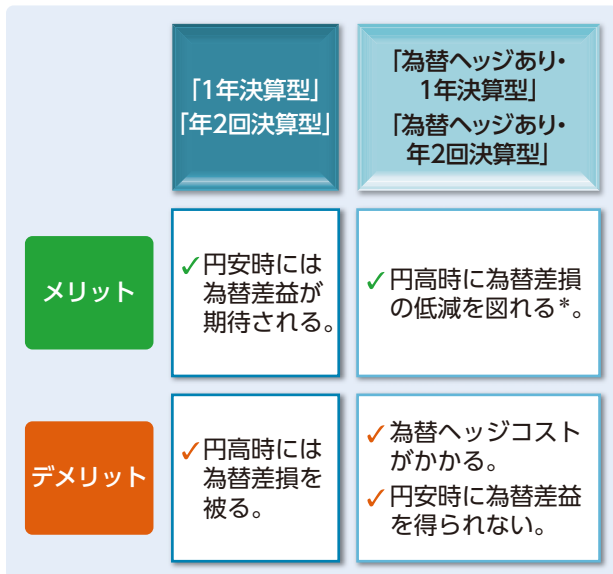 「1年決算型」
「年2回決算型」
「為替ヘッジあり・
1年決算型」
「為替ヘッジあり・
年2回決算型」
メリット
✓円安時には
為替差益が
期待される。
✓円高時に為替差損
の低減を図れる*。
デメリット
✓円高時には
為替差損を
被る。
✓為替ヘッジコスト
がかかる。
✓円安時に為替差益
を得られない。